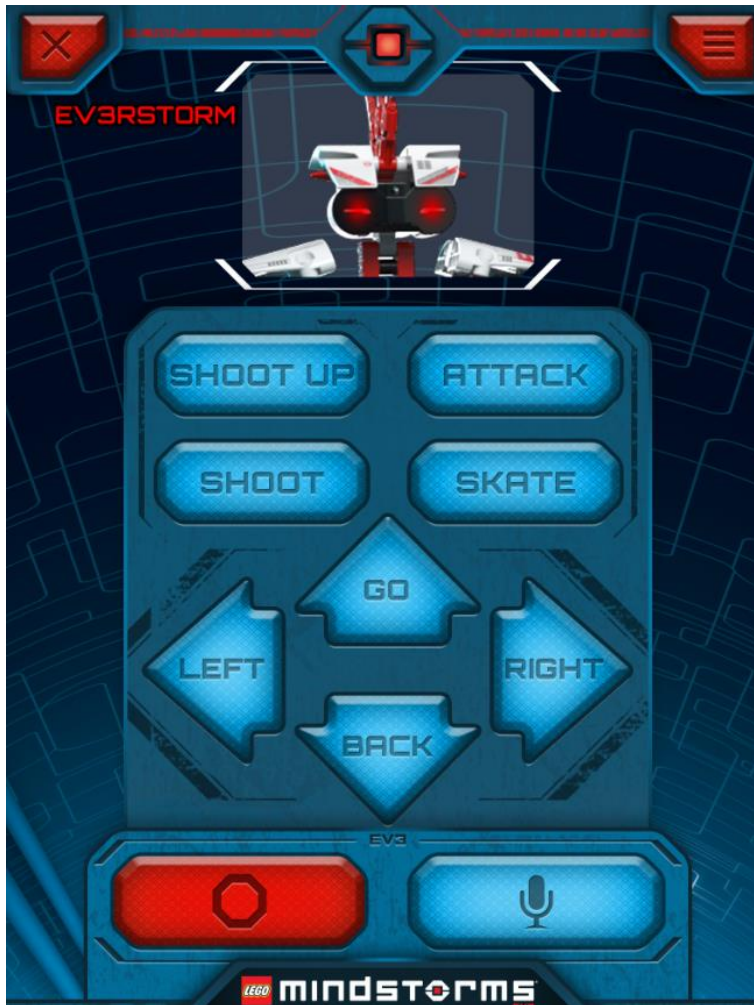 EV3RSTORM
SHOOT UP
ATTACK
SHOOT
SKATE
GO
LEFT
RIGHT
BACK
EV3
LEGO mindstorms